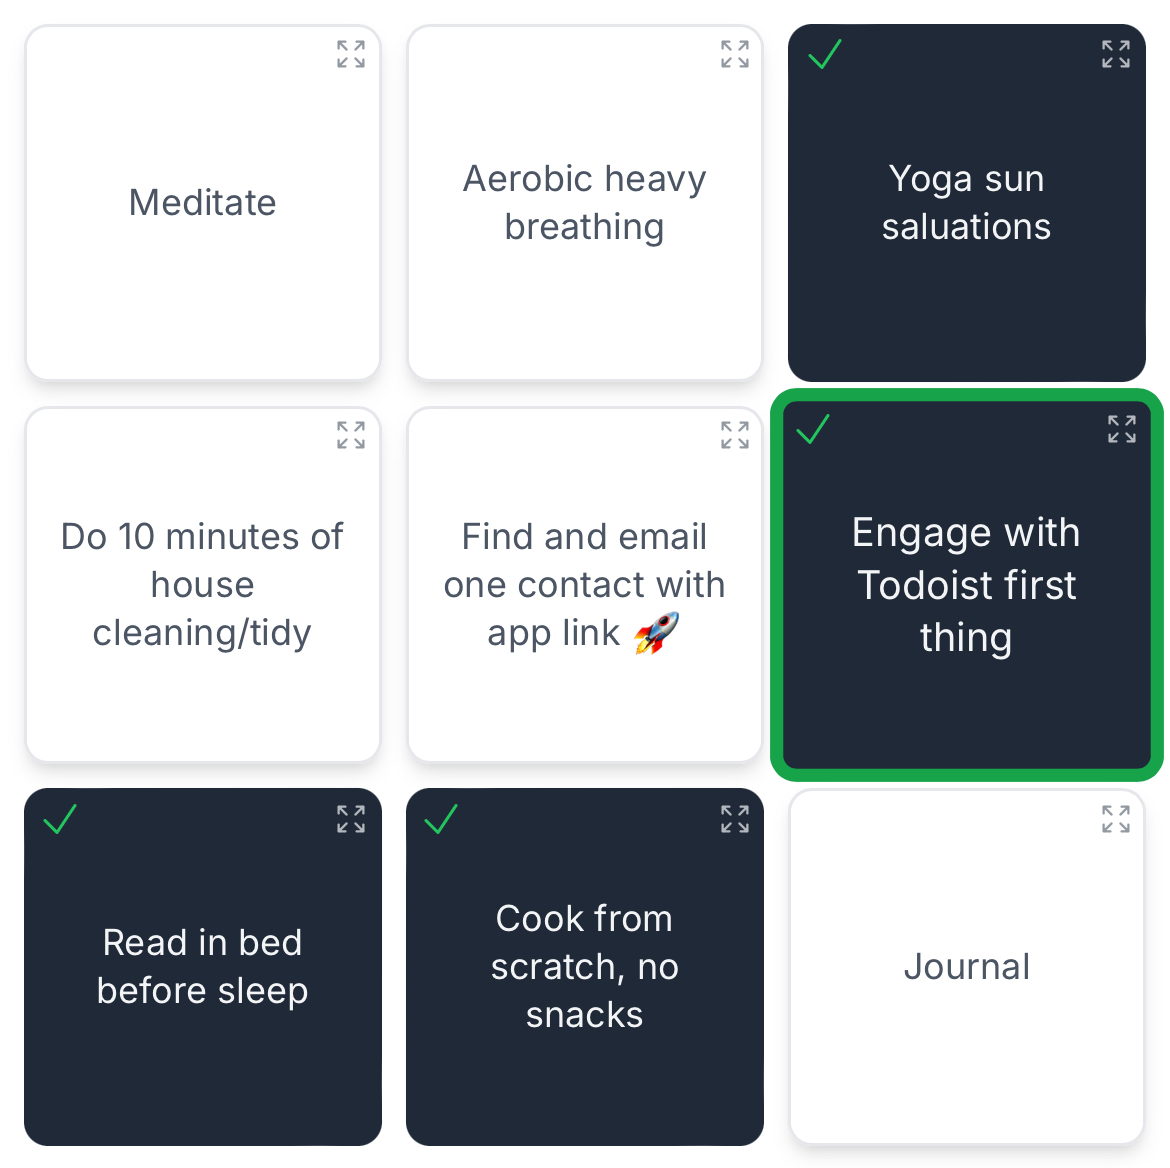 Meditate
Aerobic heavy
breathing
Yoga sun
saluations
Do 10 minutes of
house
cleaning/tidy
Find and email
one contact with
app link 🚀
Engage with
Todoist first
thing
Read in bed
before sleep
Cook from
scratch, no
snacks
Journal